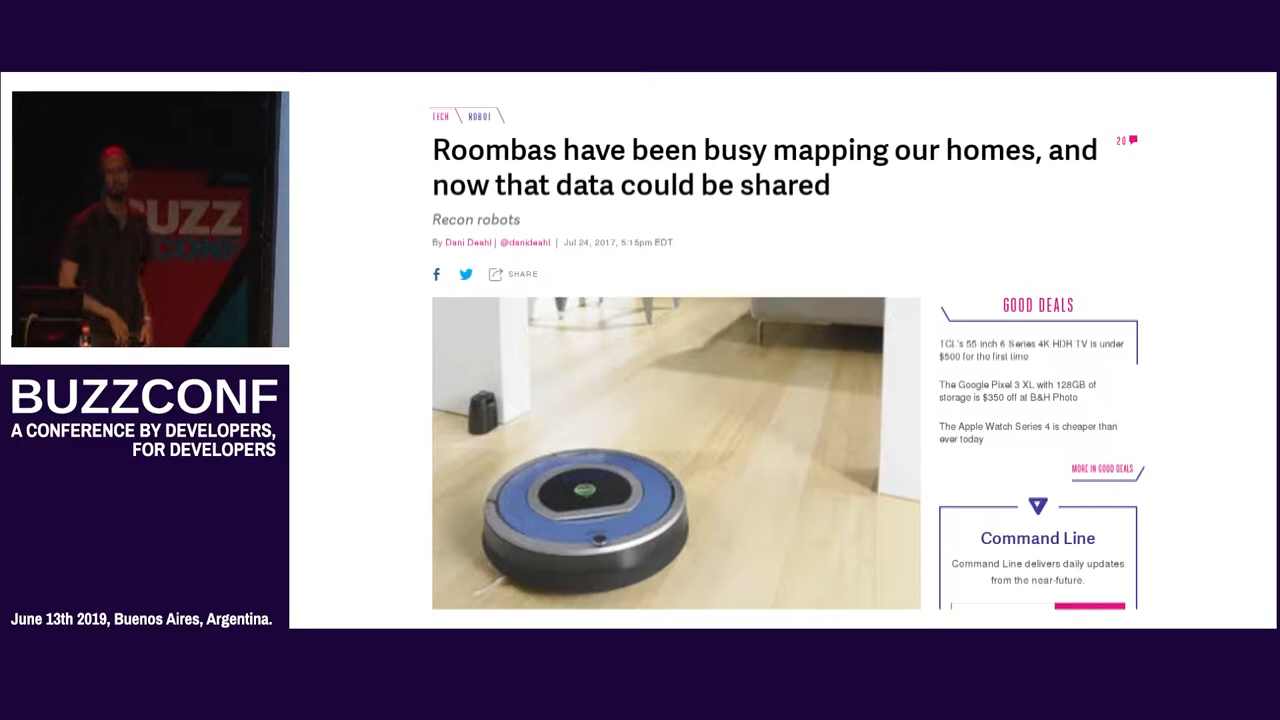 BUZZ
CONF
BUZZCONF
A CONFERENCE BY DEVELOPERS,
FOR DEVELOPERS
June 13th 2019, Buenos Aires, Argentina.
TECH ROBOT
Roombas have been busy mapping our homes, and
now that data could be shared
20
Recon robots
By Dani Deahl | @danideahl | Jul 24, 2017, 5:15pm EDT
SHARE
GOOD DEALS
TCL's 55 inch 6 Series 4K HDR TV is under
$500 for the first time
The Google Pixel 3 XL with 128GB of
storage is $350 off at B&H Photo
The Apple Watch Series 4 is cheaper than
ever today
MORE IN GOOD DEALS
Command Line
Command Line delivers daily updates
from the near-future.